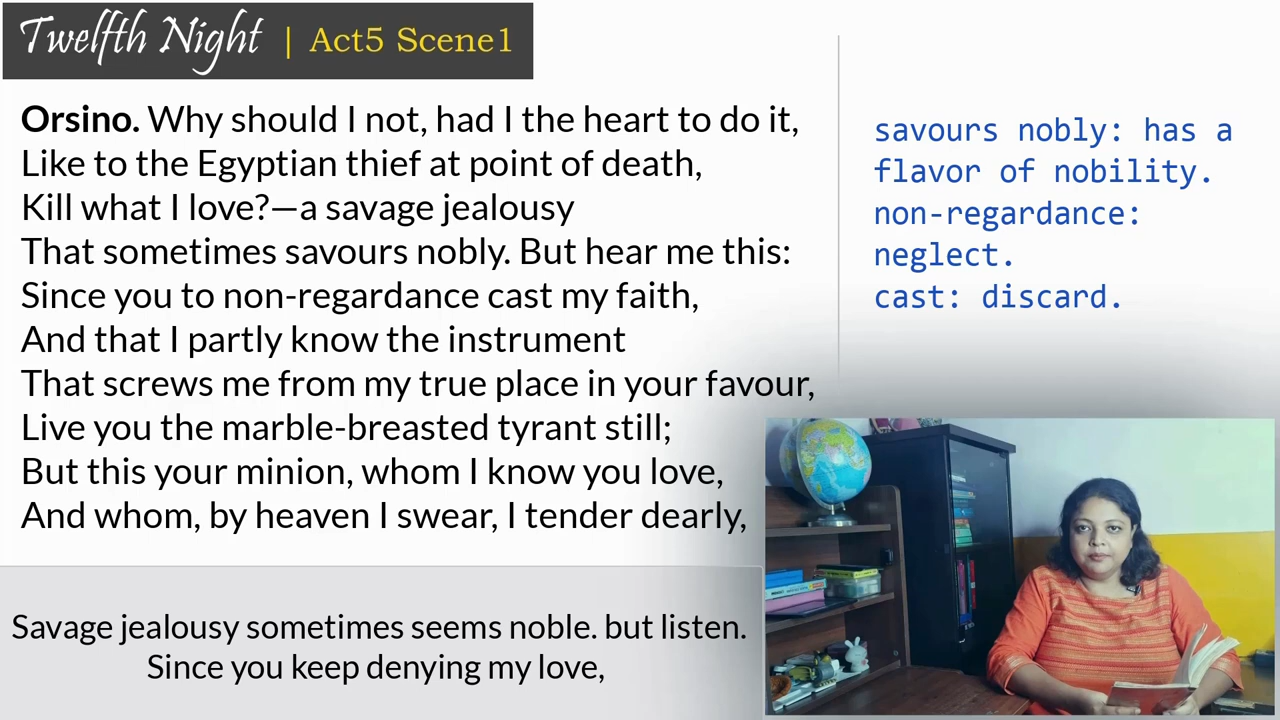 Twelfth Night | Act5 Scene1
Orsino. Why should I not, had I the heart to do it,
Like to the Egyptian thief at point of death,
Kill what I love?—a savage jealousy
That sometimes savours nobly. But hear me this:
Since you to non-regardance cast my faith,
And that I partly know the instrument
That screws me from my true place in your favour,
Live you the marble-breasted tyrant still;
But this your minion, whom I know you love,
And whom, by heaven I swear, I tender dearly,
savours nobly: has a
flavor of nobility.
non-regardance:
neglect.
cast: discard.
Savage jealousy sometimes seems noble. but listen.
Since you keep denying my love,